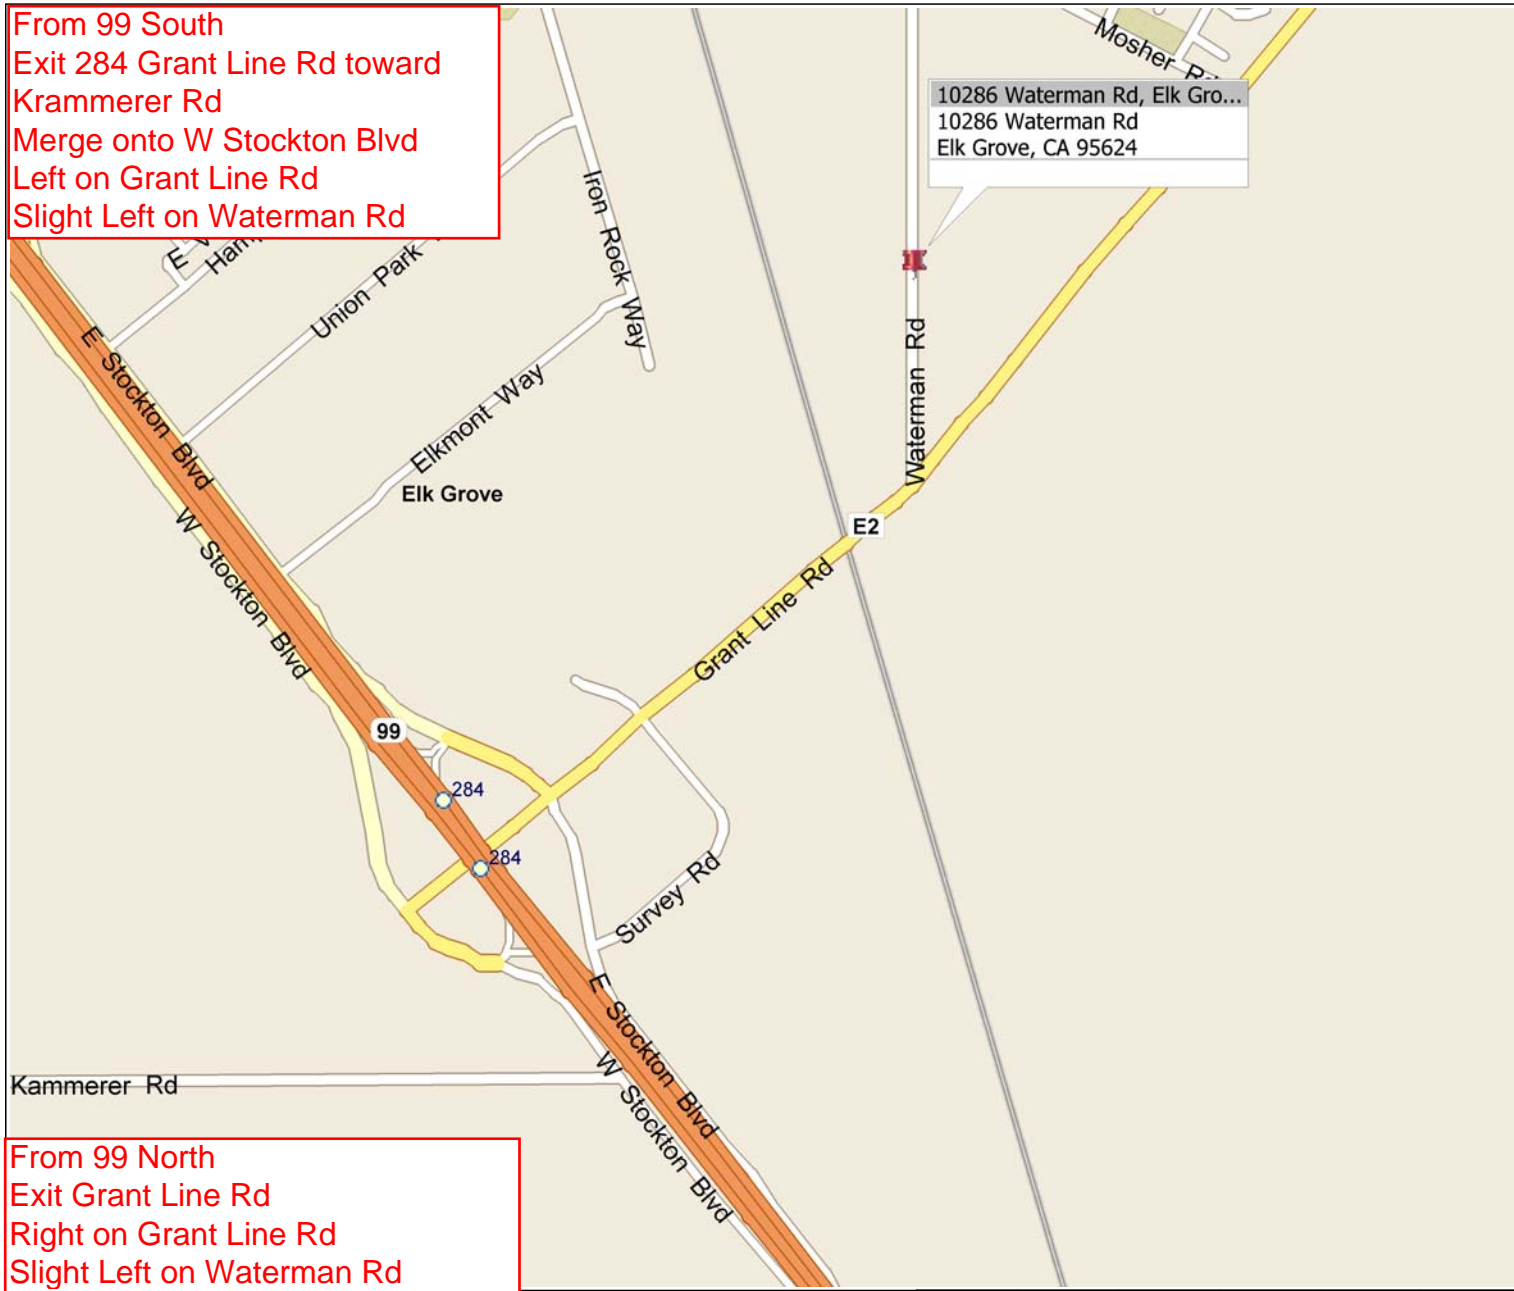 From 99 South
Exit 284 Grant Line Rd toward
Krammerer Rd
Merge onto W Stockton Blvd
Left on Grant Line Rd
Slight Left on Waterman Rd
Mosher Rd
10286 Waterman Rd, Elk Gro...
10286 Waterman Rd
Elk Grove, CA 95624
Iron Rock Way
E
Union Park
Waterman Rd
E Stockton Blvd
Elkmont Way
Elk Grove
W Stockton Blvd
E2
Grant Line Rd
99
284
284
Survey Rd
E Stockton Blvd
W Stockton Blvd
Kammerer Rd
From 99 North
Exit Grant Line Rd
Right on Grant Line Rd
Slight Left on Waterman Rd